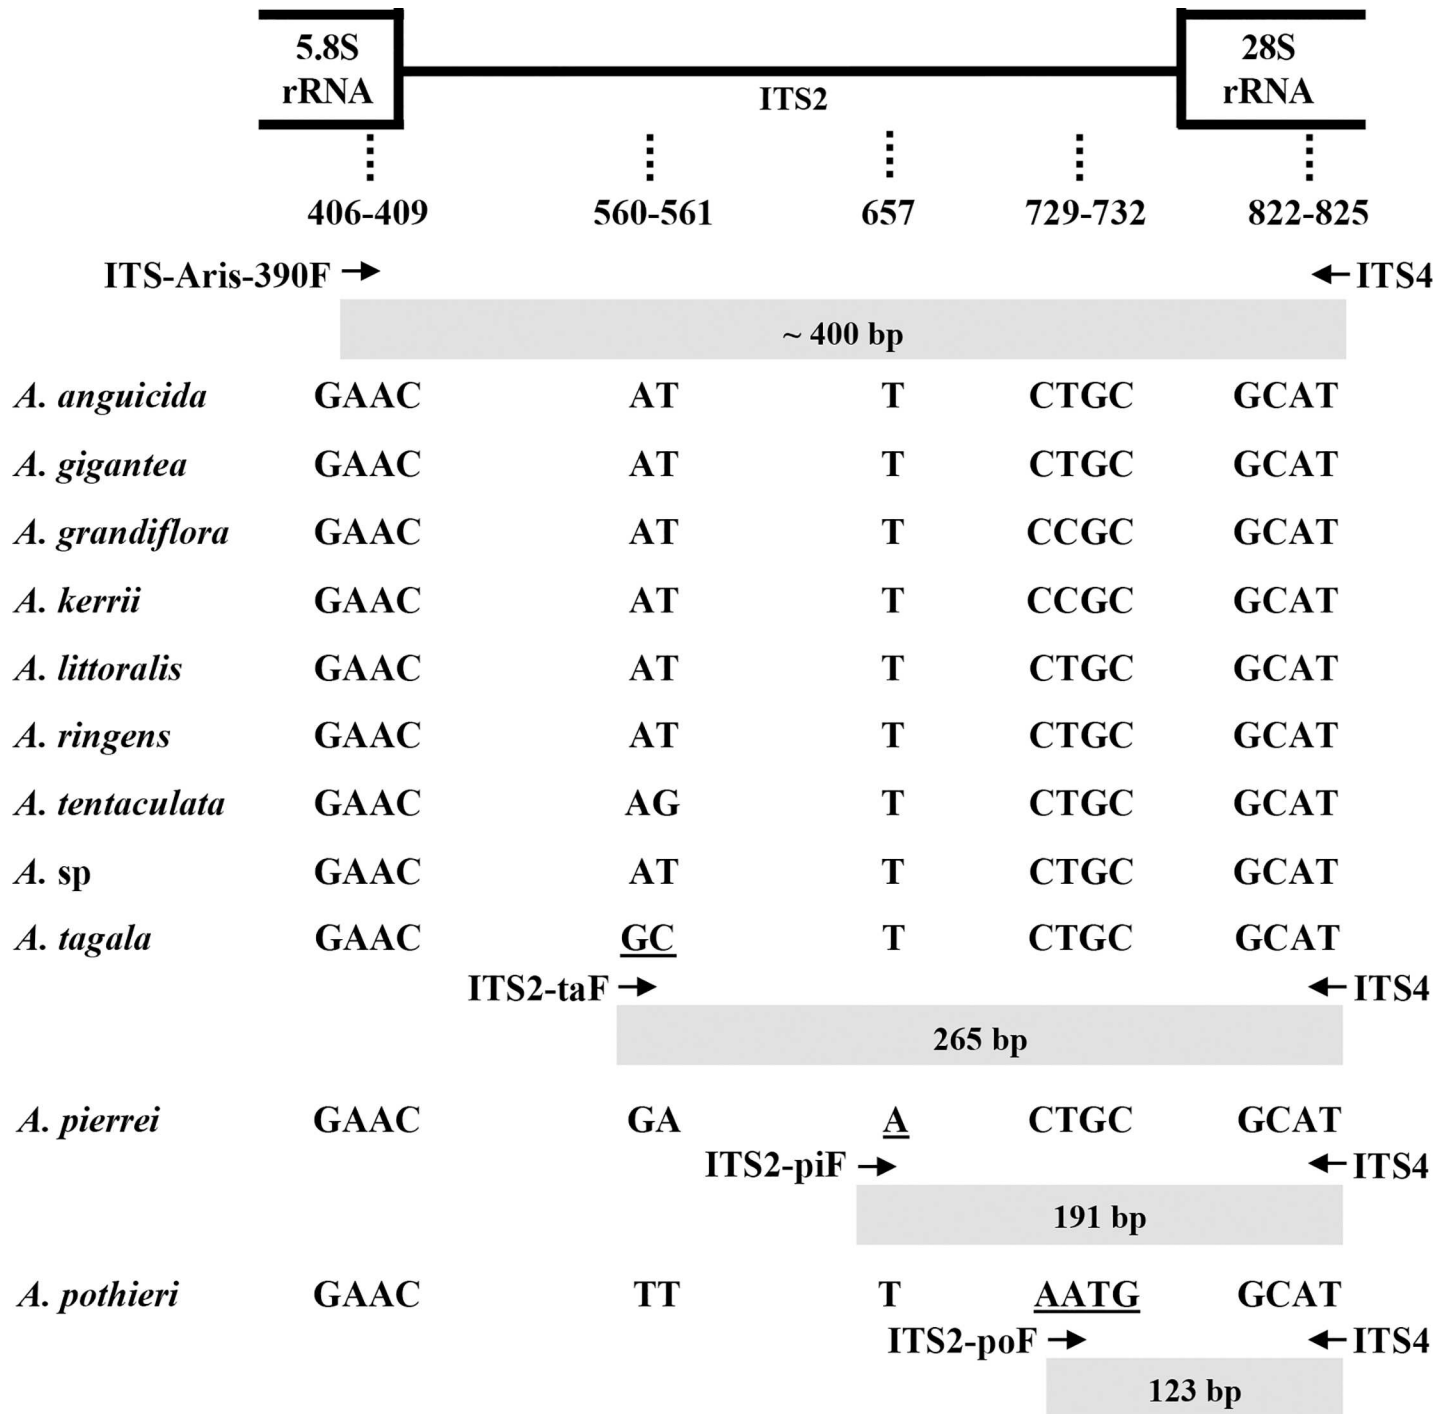 5.8S 28S
rRNA rRNA
ITS2
406-409 560-561 657 729-732 822-825
ITS-Aris-390F ITS4
~ 400 bp
A. anguicida GAAC AT T CTGC GCAT
A. gigantea GAAC AT T CTGC GCAT
A. grandiflora GAAC AT T CCGC GCAT
A. kerrii GAAC AT T CCGC GCAT
A. littoralis GAAC AT T CTGC GCAT
A. ringens GAAC AT T CTGC GCAT
A. tentaculata GAAC AG T CTGC GCAT
A. sp GAAC AT T CTGC GCAT
A. tagala GAAC GC T CTGC GCAT
ITS2-taF ITS4
265 bp
A. pierrei GAAC GA A CTGC GCAT
ITS2-piF ITS4
191 bp
A. pothieri GAAC TT T AATG GCAT
ITS2-poF ITS4
123 bp